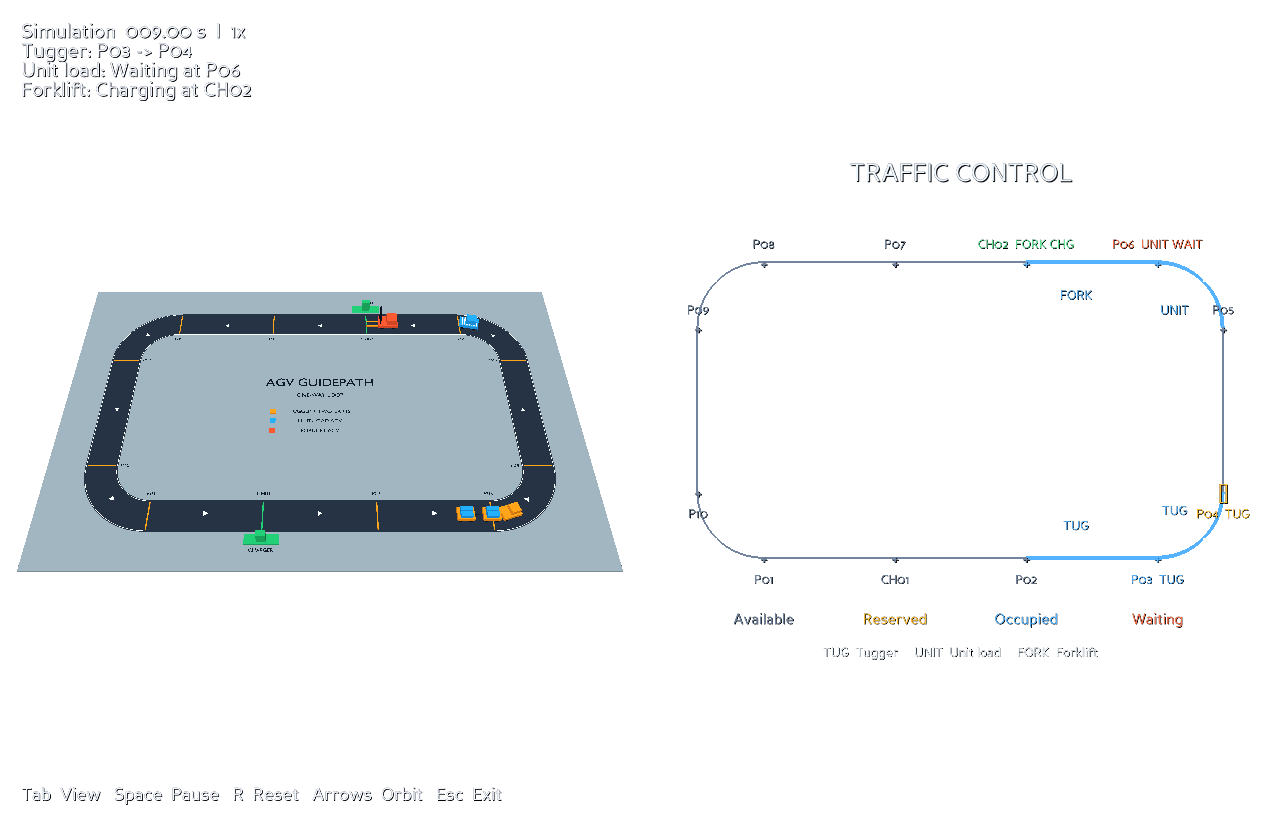 Simulation 009.00 s | 1x
Tugger: P03 -> P04
Unit load: Waiting at P06
Forklift: Charging at CH02
TRAFFIC CONTROL
P08 P07 CH02 FORK CHG P06 UNIT WAIT
FORK
P09 UNIT P05
AGV GUIDEPATH
P10 TUG P04 TUG
TUG
CHARGER
P01 CH01 P02 P03 TUG
Available Reserved Occupied Waiting
TUG Tugger UNIT Unit load FORK Forklift
Tab View Space Pause R Reset Arrows Orbit Esc Exit